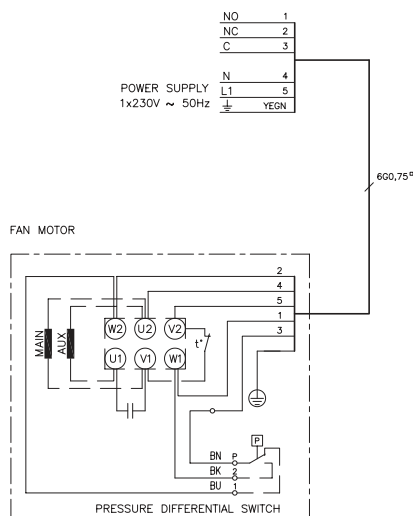 NO 1
NC 2
C 3
N 4
POWER SUPPLY L1 5
1x230V ~ 50Hz ⏚ YEGN
6G0,75¤
FAN MOTOR
2
4
5
1
3
W2 U2 V2
t°
MAIN AUX
U1 V1 W1
P
BN P
BK 2
BU 1
PRESSURE DIFFERENTIAL SWITCH